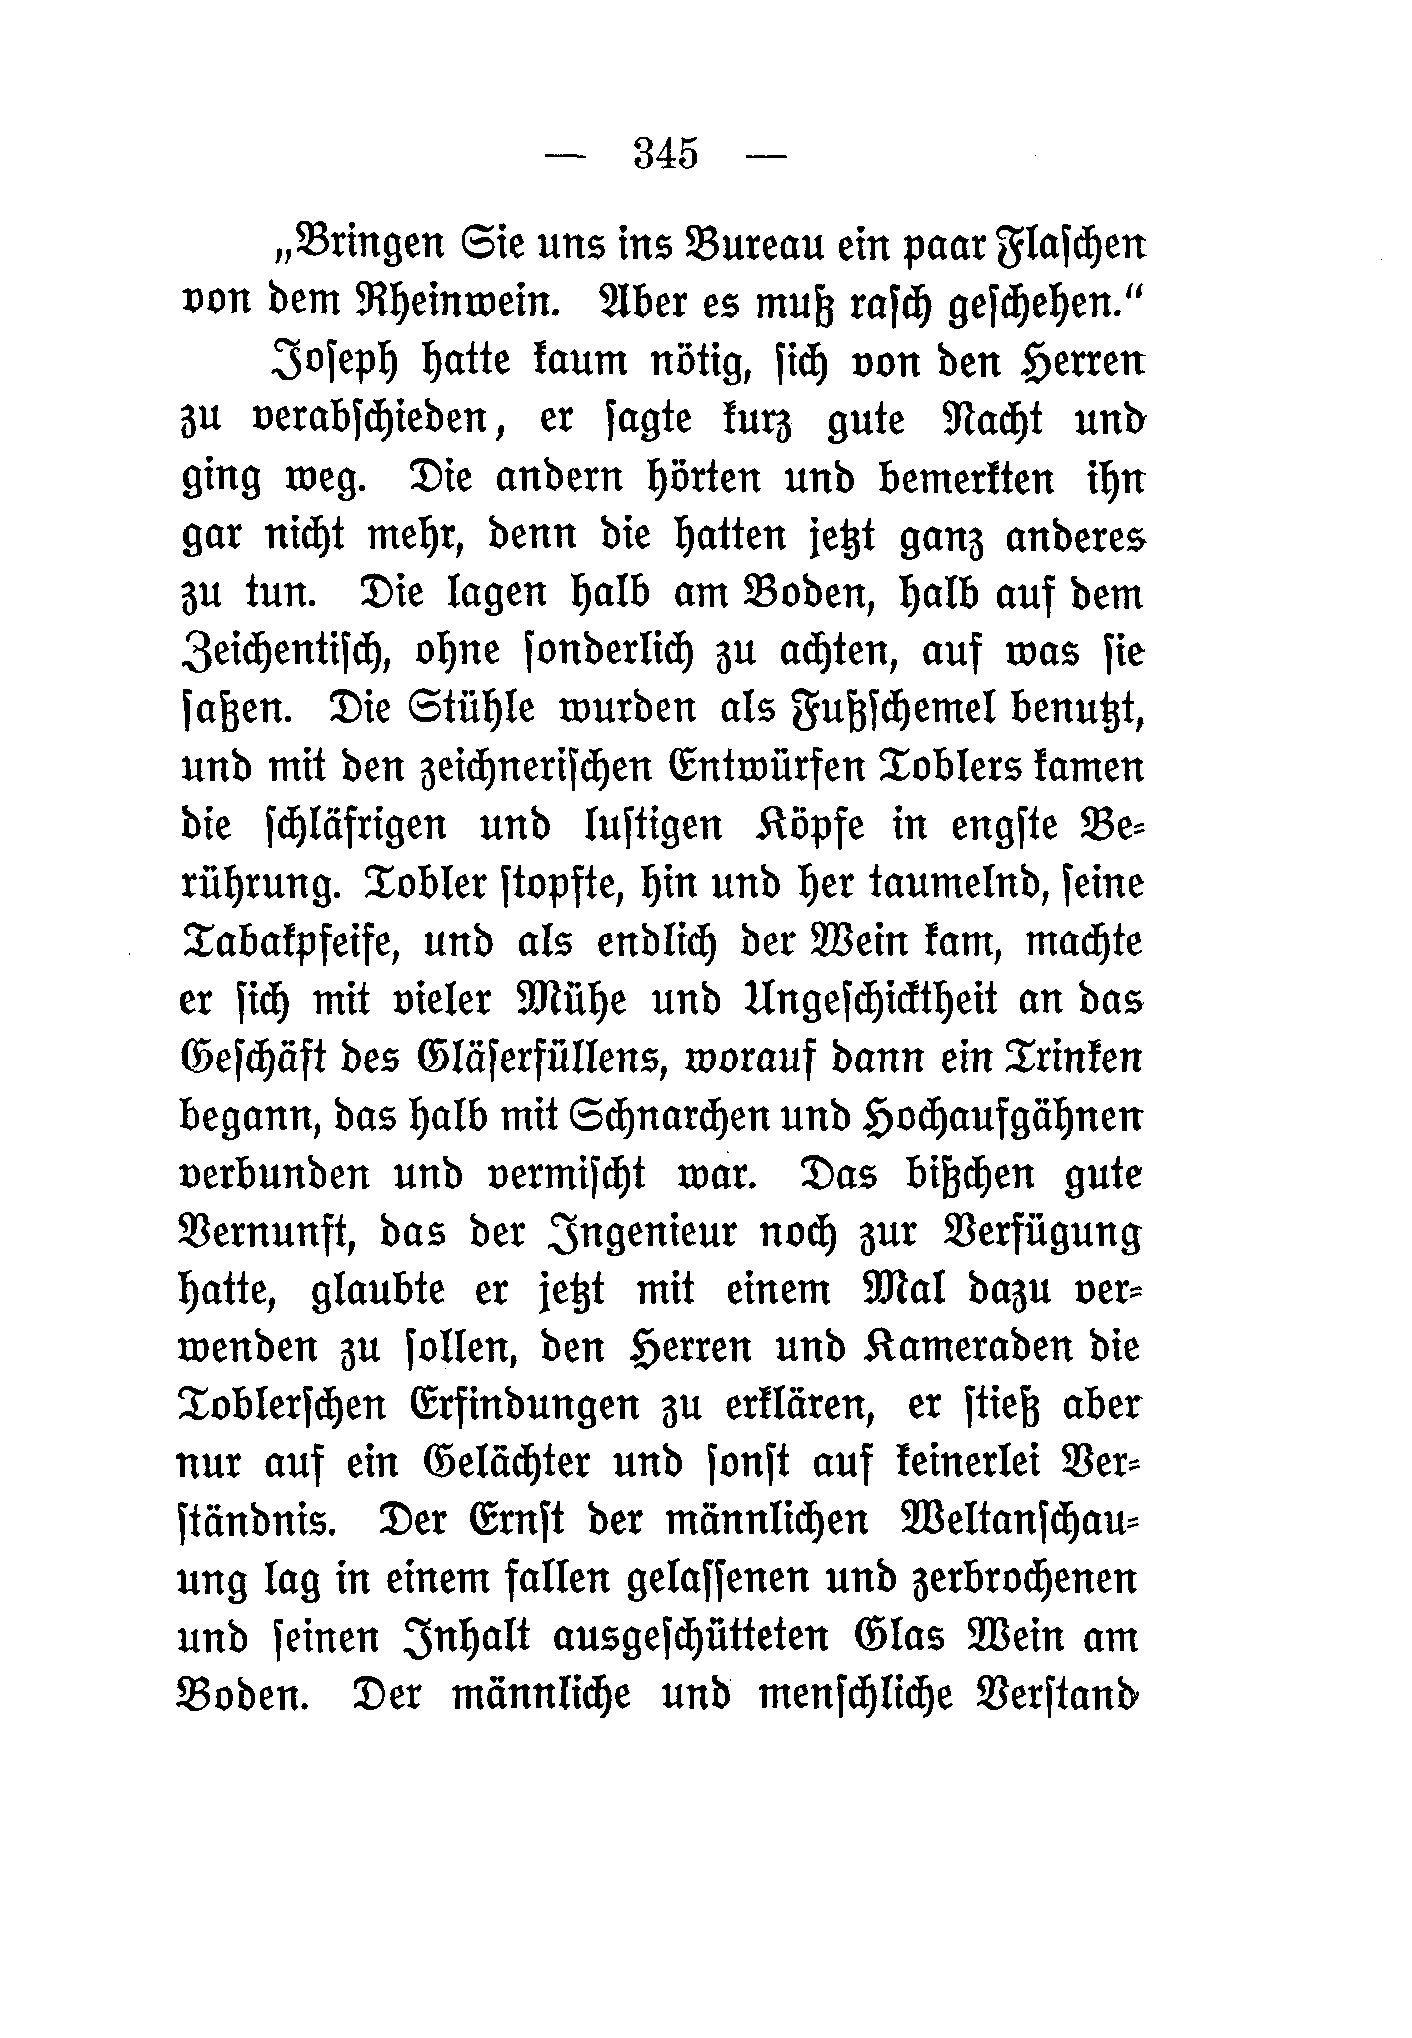 — 345 —
„Bringen Sie uns ins Bureau ein paar Flaschen
von dem Rheinwein. Aber es muß rasch geschehen.“
Joseph hatte kaum nötig, sich von den Herren
zu verabschieden, er sagte kurz gute Nacht und
ging weg. Die andern hörten und bemerkten ihn
gar nicht mehr, denn die hatten jetzt ganz anderes
zu tun. Die lagen halb am Boden, halb auf dem
Zeichentisch, ohne sonderlich zu achten, auf was sie
saßen. Die Stühle wurden als Fußschemel benutzt,
und mit den zeichnerischen Entwürfen Toblers kamen
die schläfrigen und lustigen Köpfe in engste Be-
rührung. Tobler stopfte, hin und her taumelnd, seine
Tabakpfeife, und als endlich der Wein kam, machte
er sich mit vieler Mühe und Ungeschicktheit an das
Geschäft des Gläserfüllens, worauf dann ein Trinken
begann, das halb mit Schnarchen und Hochaufgähnen
verbunden und vermischt war. Das bißchen gute
Vernunft, das der Ingenieur noch zur Verfügung
hatte, glaubte er jetzt mit einem Mal dazu ver-
wenden zu sollen, den Herren und Kameraden die
Toblerschen Erfindungen zu erklären, er stieß aber
nur auf ein Gelächter und sonst auf keinerlei Ver-
ständnis. Der Ernst der männlichen Weltanschau-
ung lag in einem fallen gelassenen und zerbrochenen
und seinen Inhalt ausgeschütteten Glas Wein am
Boden. Der männliche und menschliche Verstand